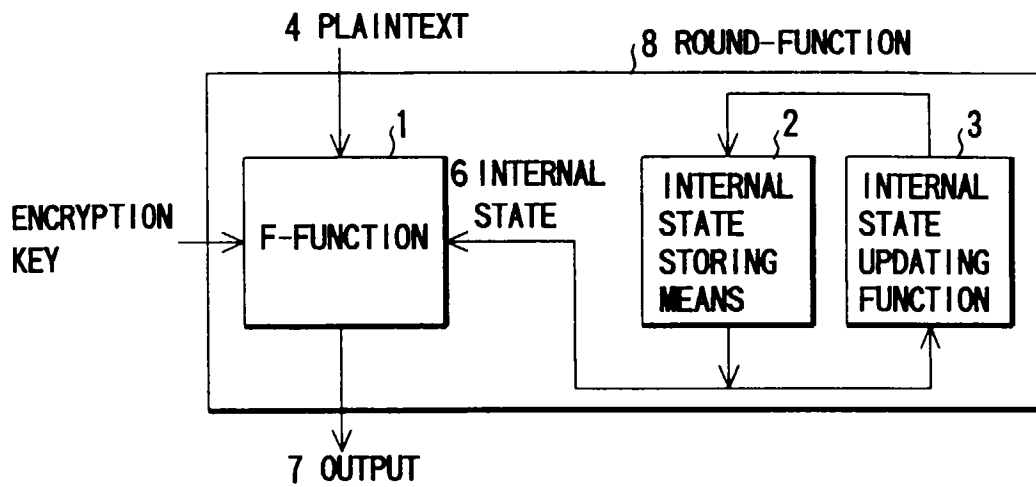 4 PLAINTEXT
8 ROUND-FUNCTION
1
2
3
6 INTERNAL
STATE
ENCRYPTION
KEY
F-FUNCTION
INTERNAL
STATE
STORING
MEANS
INTERNAL
STATE
UPDATING
FUNCTION
7 OUTPUT